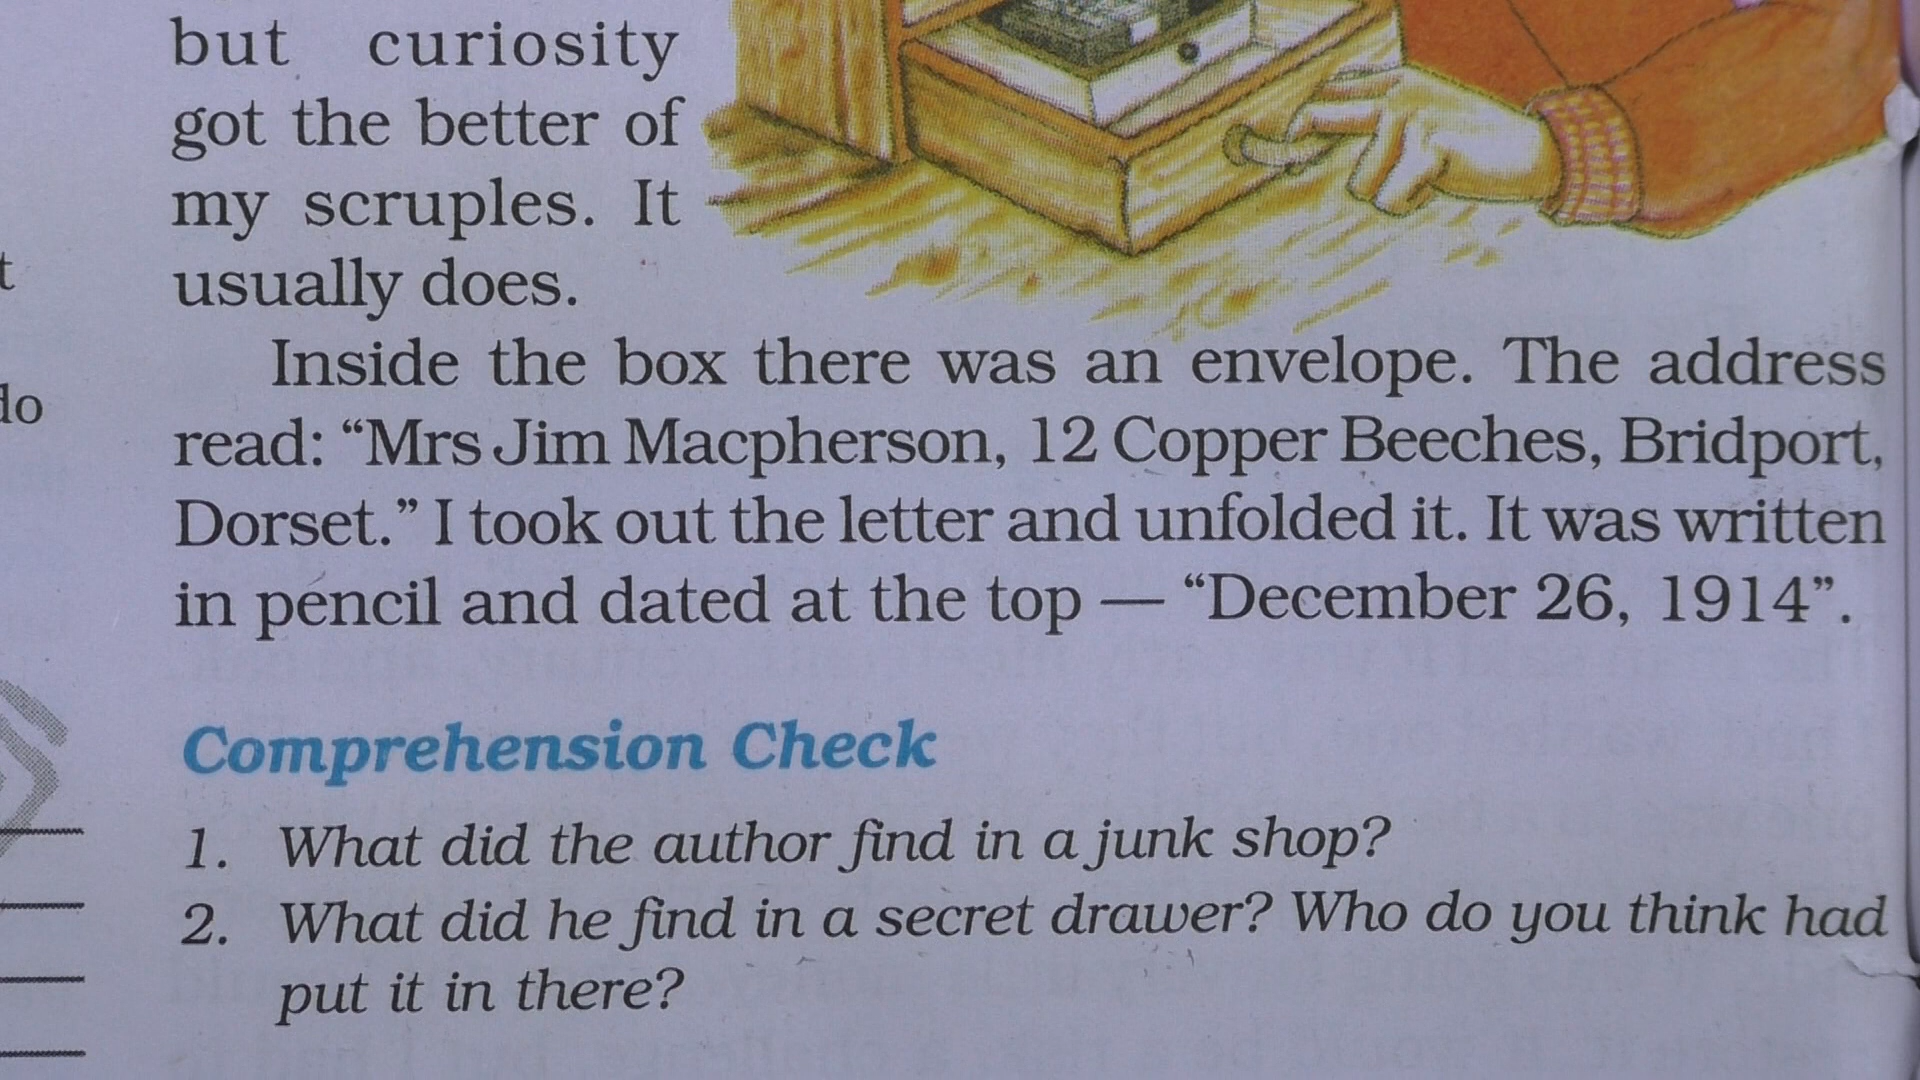 but curiosity
got the better of
my scruples. It
usually does.
Inside the box there was an envelope. The address
read: “Mrs Jim Macpherson, 12 Copper Beeches, Bridport,
Dorset.” I took out the letter and unfolded it. It was written
in pencil and dated at the top — “December 26, 1914”.
Comprehension Check
1. What did the author find in a junk shop?
2. What did he find in a secret drawer? Who do you think had
put it in there?